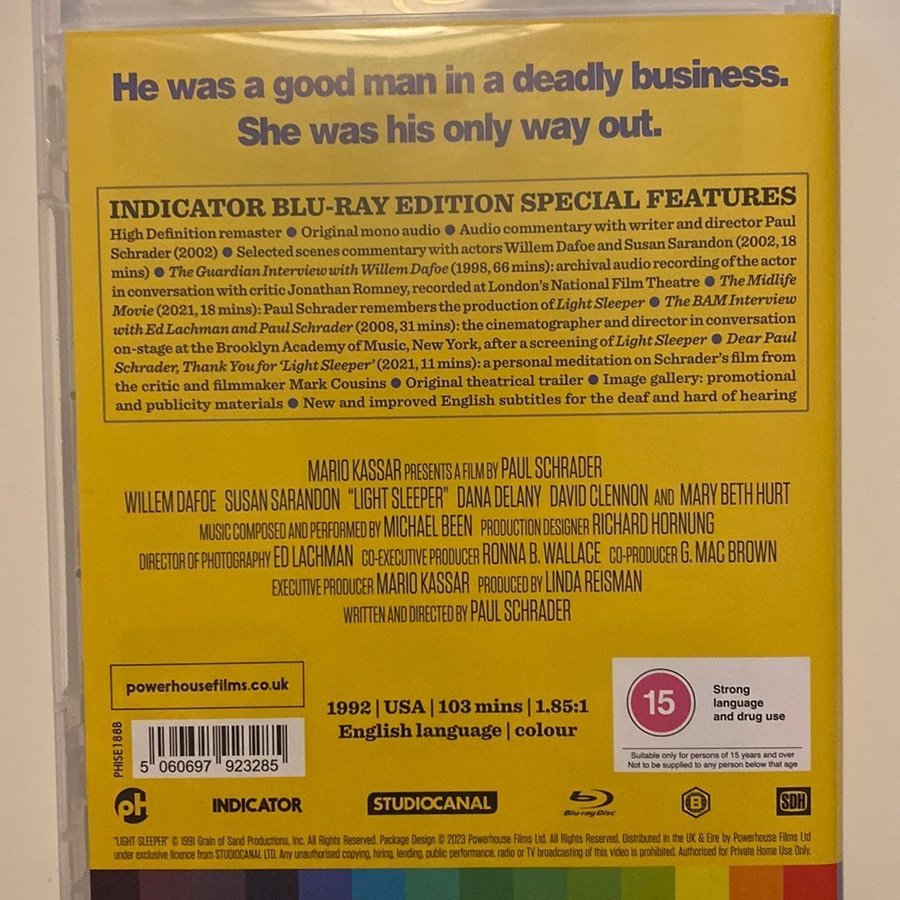 He was a good man in a deadly business.
She was his only way out.
INDICATOR BLU-RAY EDITION SPECIAL FEATURES
High Definition remaster ● Original mono audio ● Audio commentary with writer and director Paul
Schrader (2002) ● Selected scenes commentary with actors Willem Dafoe and Susan Sarandon (2002, 18
mins) ● The Guardian Interview with Willem Dafoe (1998, 66 mins): archival audio recording of the actor
in conversation with critic Jonathan Romney, recorded at London's National Film Theatre ● The Midlife
Movie (2021, 18 mins): Paul Schrader remembers the production of Light Sleeper ● The BAM Interview
with Ed Lachman and Paul Schrader (2008, 31 mins): the cinematographer and director in conversation
on-stage at the Brooklyn Academy of Music, New York, after a screening of Light Sleeper ● Dear Paul
Schrader, Thank You for 'Light Sleeper' (2021, 11 mins): a personal meditation on Schrader's film from
the critic and filmmaker Mark Cousins ● Original theatrical trailer ● Image gallery: promotional
and publicity materials ● New and improved English subtitles for the deaf and hard of hearing
MARIO KASSAR PRESENTS A FILM BY PAUL SCHRADER
WILLEM DAFOE SUSAN SARANDON "LIGHT SLEEPER" DANA DELANY DAVID CLENNON AND MARY BETH HURT
MUSIC COMPOSED AND PERFORMED BY MICHAEL BEEN PRODUCTION DESIGNER RICHARD HORNUNG
DIRECTOR OF PHOTOGRAPHY ED LACHMAN CO-EXECUTIVE PRODUCER RONNA B. WALLACE CO-PRODUCER G. MAC BROWN
EXECUTIVE PRODUCER MARIO KASSAR PRODUCED BY LINDA REISMAN
WRITTEN AND DIRECTED BY PAUL SCHRADER
powerhousefilms.co.uk
1992 | USA | 103 mins | 1.85:1
English language | colour
15
Strong
language
and drug use
Suitable only for persons of 15 years and over
Not to be supplied to any person below that age
PHISE188B
5 060697 923285
pH
INDICATOR
STUDIOCANAL
Blu-ray Disc
B
SDH
"LIGHT SLEEPER" © 1991 Grain of Sand Productions, Inc. All Rights Reserved. Package Design © 2023 Powerhouse Films Ltd. All Rights Reserved. Distributed in the UK & Eire by Powerhouse Films Ltd
under exclusive licence from STUDIOCANAL LTD. Any unauthorised copying, hiring, lending, public performance, radio or TV broadcasting of this video is prohibited. Authorised for Private Home Use Only.